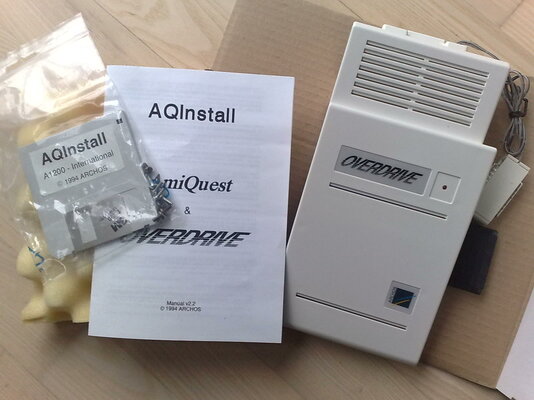 AQInstall
A1200 - International
© 1994 ARCHOS
AQInstall
miQuest
&
OVERDRIVE
Manual v2.2
© 1994 ARCHOS
OVERDRIVE